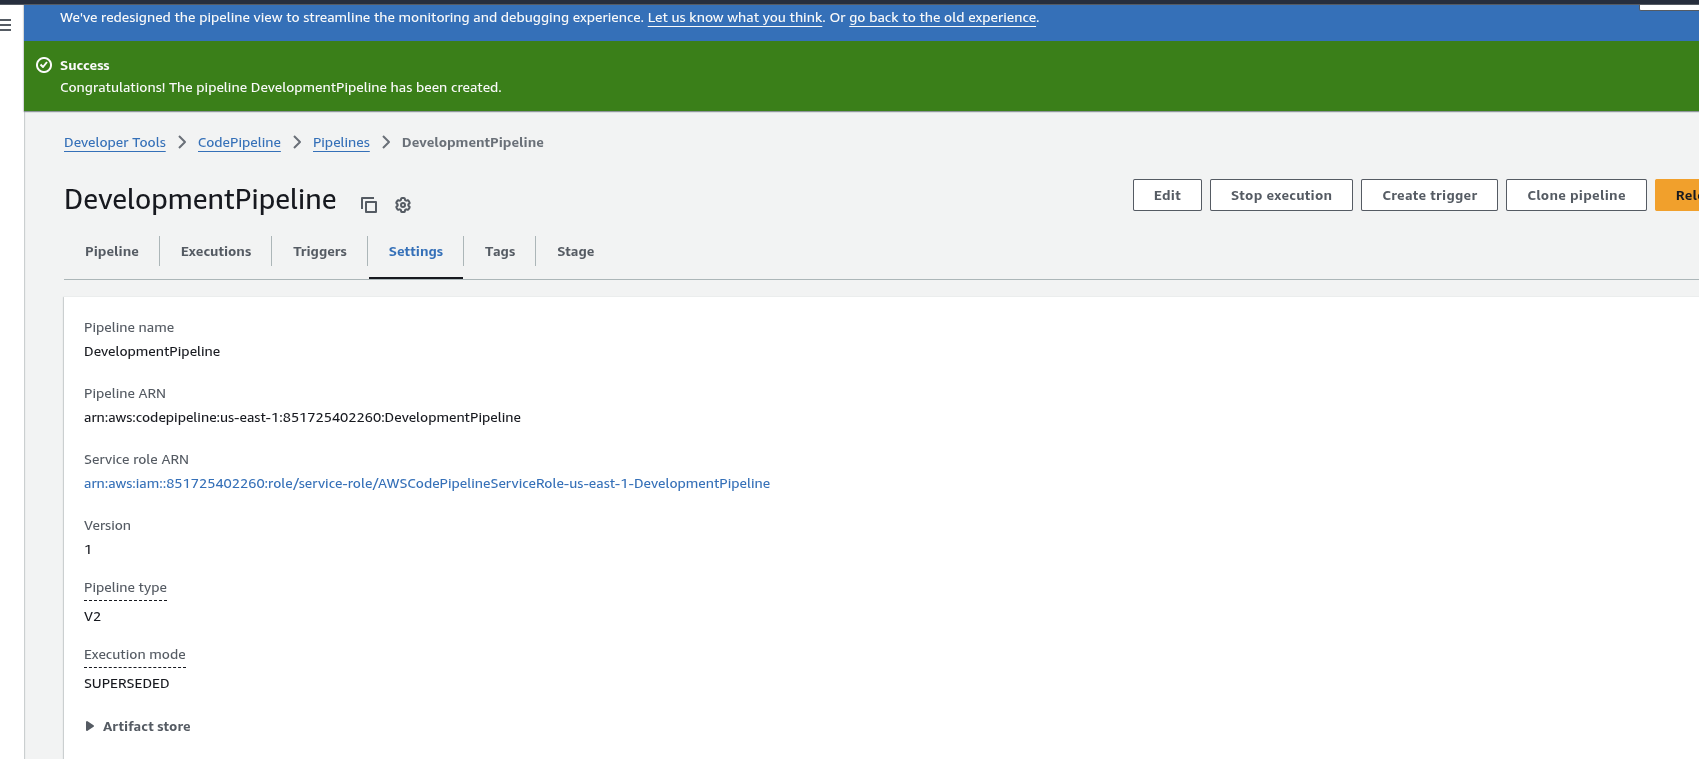 We've redesigned the pipeline view to streamline the monitoring and debugging experience. Let us know what you think. Or go back to the old experience.
Success
Congratulations! The pipeline DevelopmentPipeline has been created.
Developer Tools
CodePipeline
Pipelines
DevelopmentPipeline
DevelopmentPipeline
Edit
Stop execution
Create trigger
Clone pipeline
Pipeline
Executions
Triggers
Settings
Tags
Stage
Pipeline name
DevelopmentPipeline
Pipeline ARN
arn:aws:codepipeline:us-east-1:851725402260:DevelopmentPipeline
Service role ARN
arn:aws:iam::851725402260:role/service-role/AWSCodePipelineServiceRole-us-east-1-DevelopmentPipeline
Version
1
Pipeline type
V2
Execution mode
SUPERSEDED
Artifact store